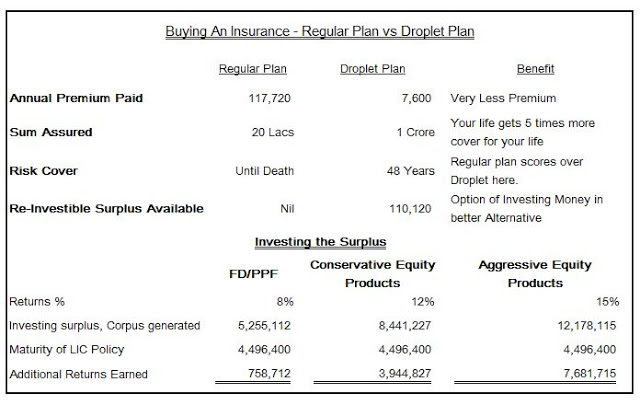 Buying An Insurance - Regular Plan vs Droplet Plan
Regular Plan Droplet Plan Benefit
Annual Premium Paid 117,720 7,600 Very Less Premium
Sum Assured 20 Lacs 1 Crore Your life gets 5 times more
cover for your life
Risk Cover Until Death 48 Years Regular plan scores over
Droplet here.
Re-Investible Surplus Available Nil 110,120 Option of Investing Money in
better Alternative
Investing the Surplus
FD/PPF Conservative Equity Aggressive Equity
Products Products
Returns % 8% 12% 15%
Investing surplus, Corpus generated 5,255,112 8,441,227 12,178,115
Maturity of LIC Policy 4,496,400 4,496,400 4,496,400
Additional Returns Earned 758,712 3,944,827 7,681,715